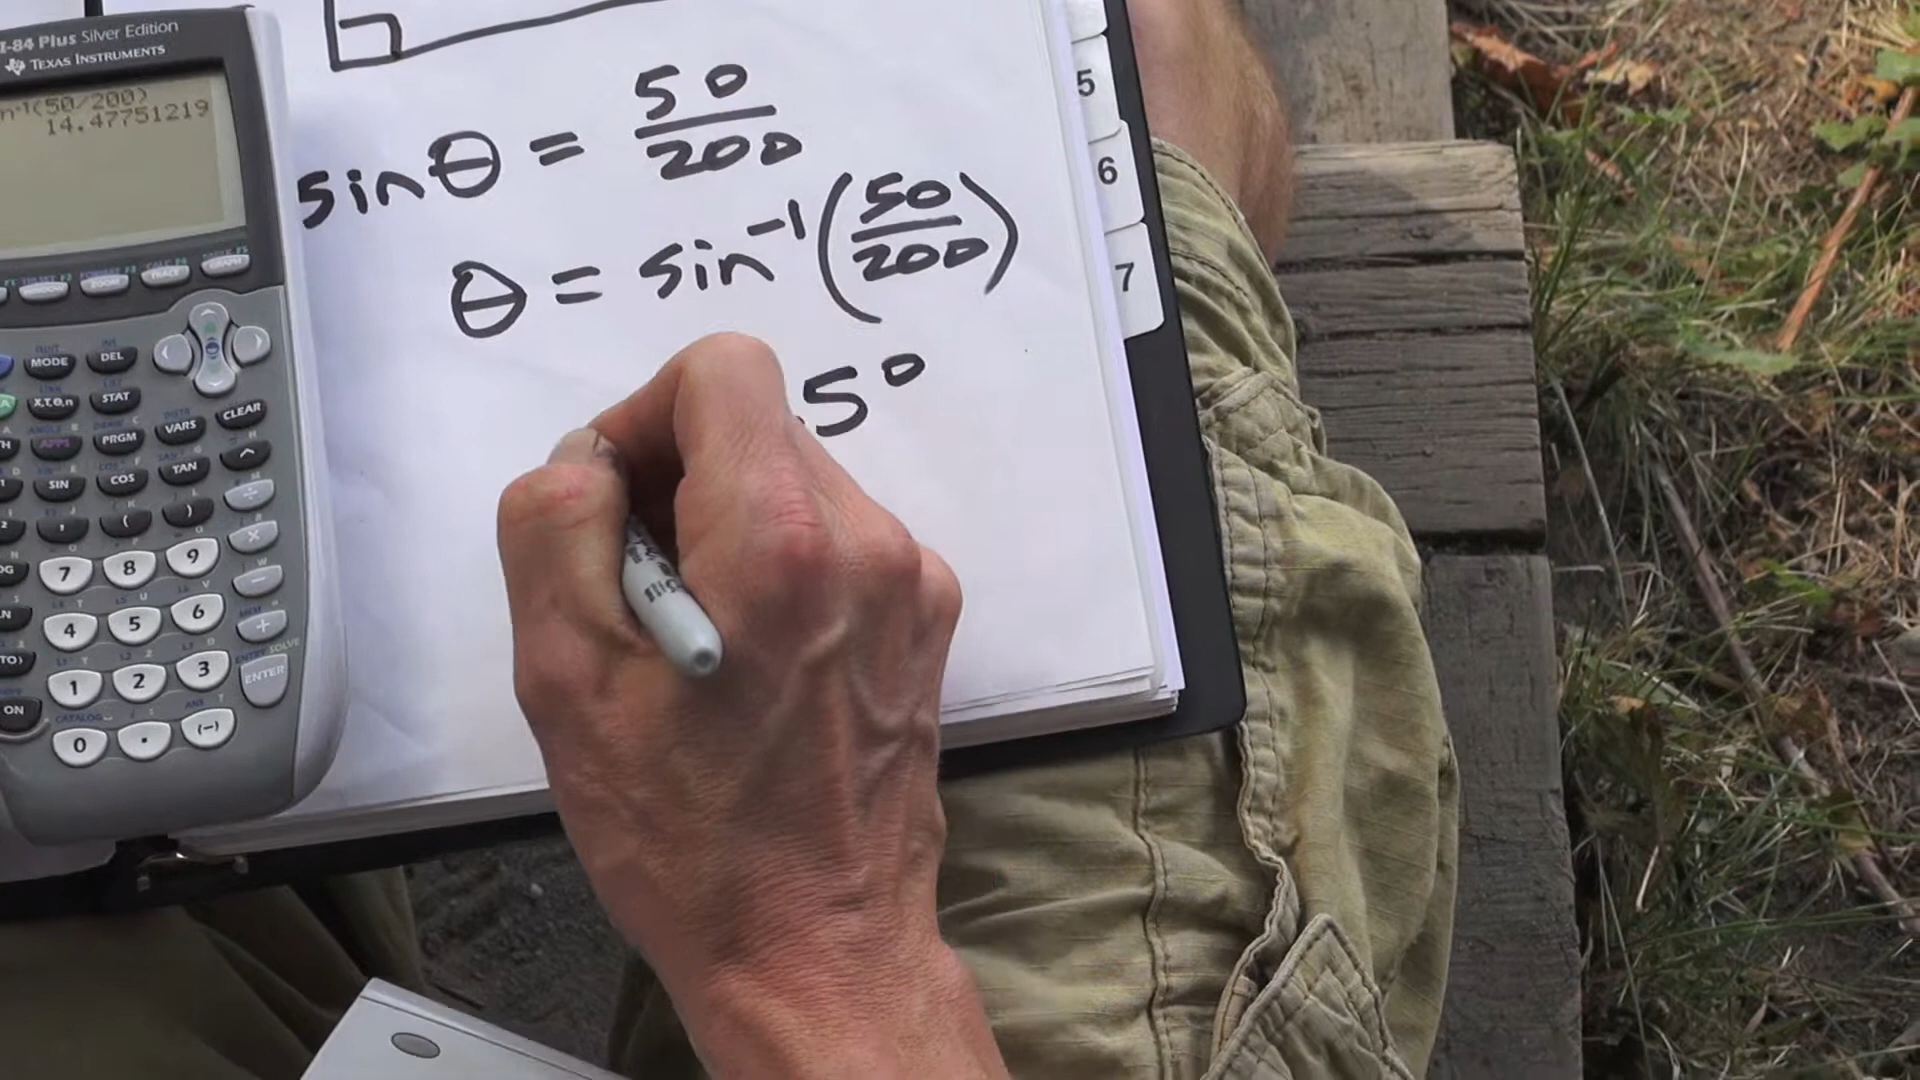 I-84 Plus Silver Edition
TEXAS INSTRUMENTS
n⁻¹(50/200)
14.47751219
sinθ = 50/200
θ = sin⁻¹(50/200)
.5°
5
6
7
MODE DEL
X,T,θ,n STAT
APPS PRGM VARS CLEAR
SIN COS TAN ^
, ( ) ÷
7 8 9 ×
4 5 6 −
1 2 3 +
ON 0 . (-) ENTER